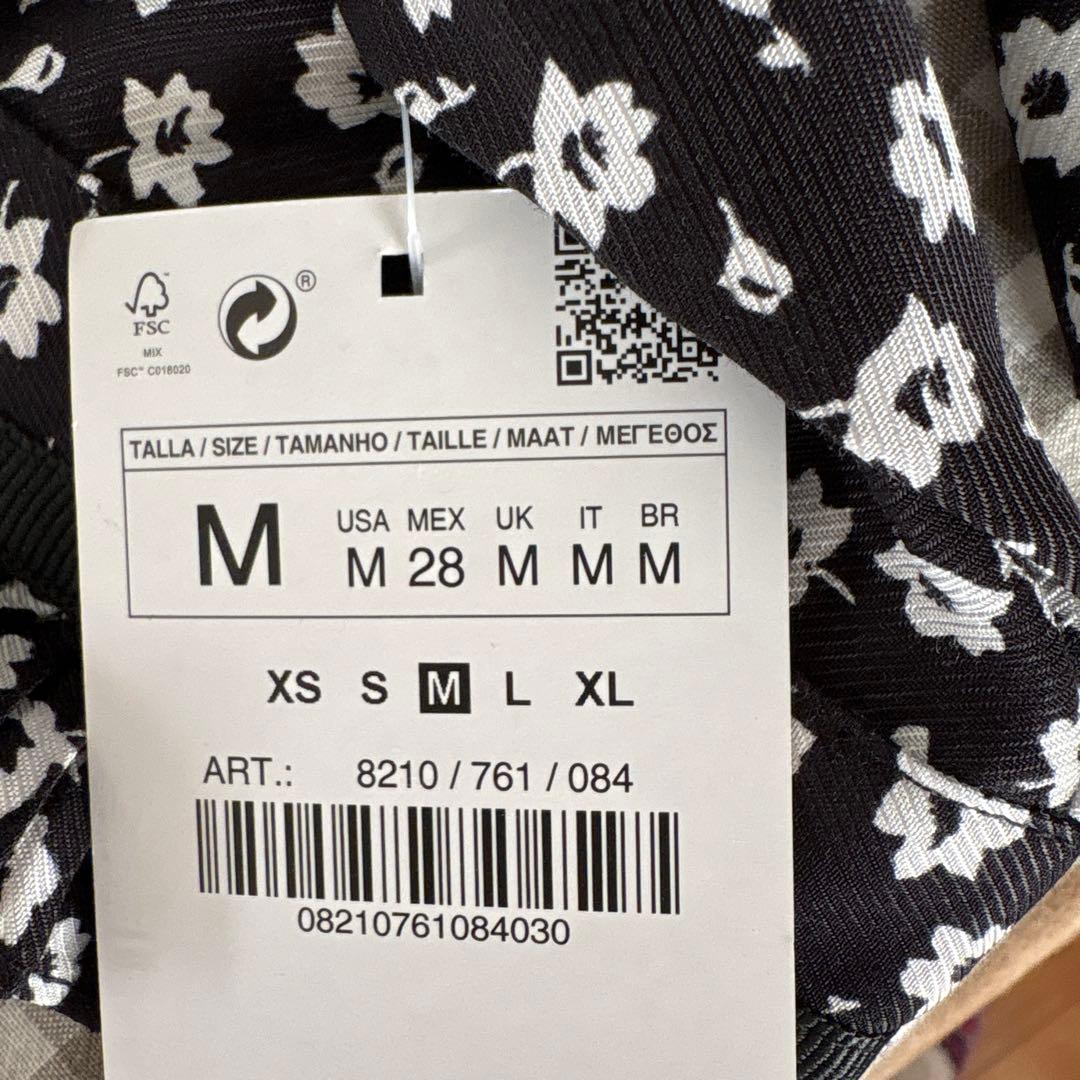 FSC™
MIX
FSC™ C018020
®
TALLA / SIZE / TAMANHO / TAILLE / MAAT / ΜΕΓΕΘΟΣ
M
USA MEX UK IT BR
M 28 M M M
XS S M L XL
ART.: 8210 / 761 / 084
08210761084030